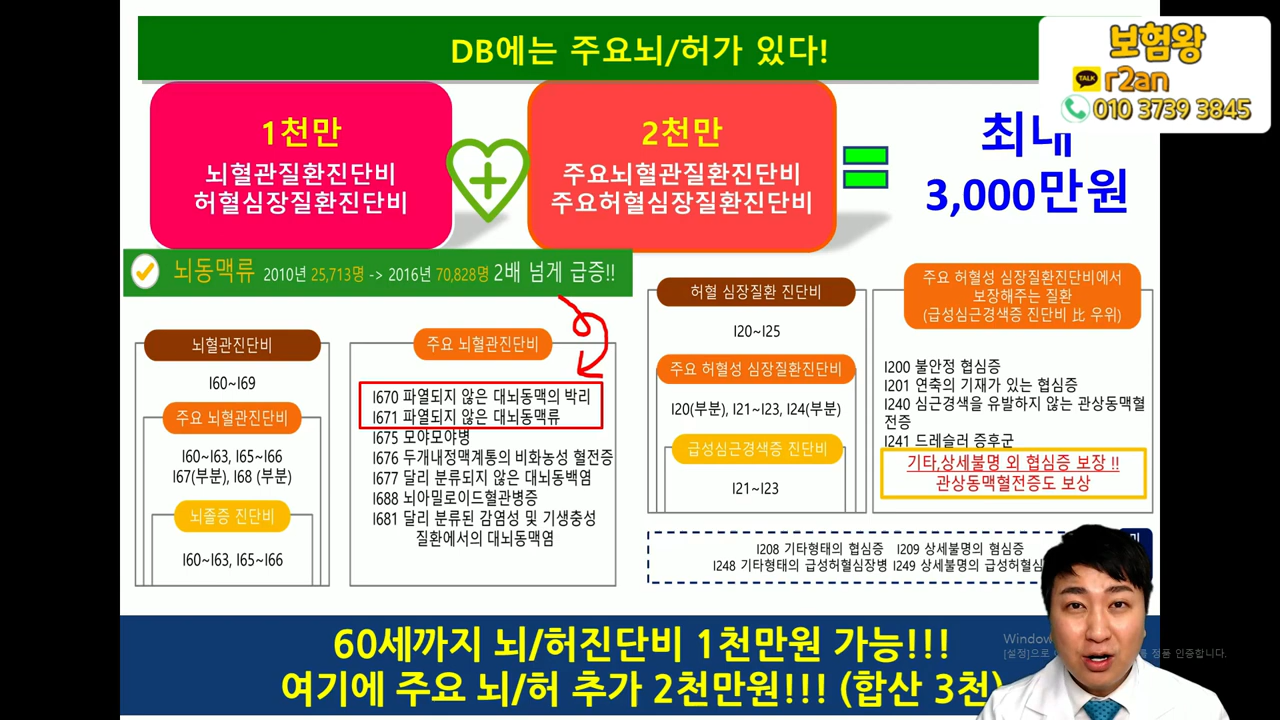 DB에는 주요뇌/허가 있다!
보험왕
TALK
r2an
010 3739 3845
1천만
뇌혈관질환진단비
허혈심장질환진단비
2천만
주요뇌혈관질환진단비
주요허혈심장질환진단비
최대
3,000만원
뇌동맥류 2010년 25,713명 -> 2016년 70,828명 2배 넘게 급증!!
뇌혈관진단비
I60~I69
주요 뇌혈관진단비
I60~I63, I65~I66
I67(부분), I68 (부분)
뇌졸증 진단비
I60~I63, I65~I66
주요 뇌혈관진단비
I670 파열되지 않은 대뇌동맥의 박리
I671 파열되지 않은 대뇌동맥류
I675 모야모야병
I676 두개내정맥계통의 비화농성 혈전증
I677 달리 분류되지 않은 대뇌동백염
I688 뇌아밀로이드혈관병증
I681 달리 분류된 감염성 및 기생충성
질환에서의 대뇌동맥염
허혈 심장질환 진단비
I20~I25
주요 허혈성 심장질환진단비
I20(부분), I21~I23, I24(부분)
급성심근경색증 진단비
I21~I23
주요 허혈성 심장질환진단비에서
보장해주는 질환
(급성심근경색증 진단비 比 우위)
I200 불안정 협심증
I201 연축의 기재가 있는 협심증
I240 심근경색을 유발하지 않는 관상동맥혈
전증
I241 드레슬러 증후군
기타,상세불명 외 협심증 보장 !!
관상동맥혈전증도 보상
I208 기타형태의 협심증 I209 상세불명의 협심증
I248 기타형태의 급성허혈심장병 I249 상세불명의 급성허혈심
60세까지 뇌/허진단비 1천만원 가능!!!
여기에 주요 뇌/허 추가 2천만원!!! (합산 3천)
Window
[설정]으로 를 정품 인증합니다.